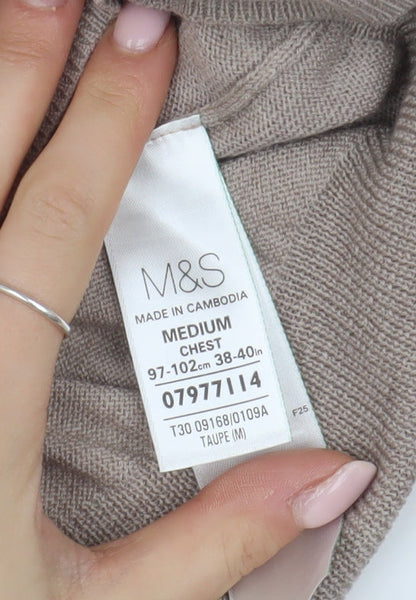 M&S
MADE IN CAMBODIA
MEDIUM
CHEST
97-102cm 38-40in
07977114
T30 09168/0109A
TAUPE (M)
F25